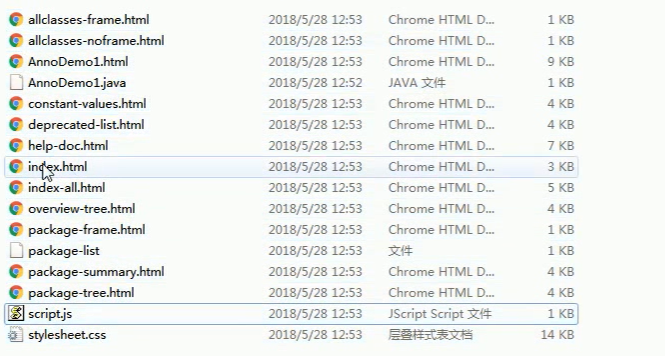 allclasses-frame.html 2018/5/28 12:53 Chrome HTML D... 1 KB
allclasses-noframe.html 2018/5/28 12:53 Chrome HTML D... 1 KB
AnnoDemo1.html 2018/5/28 12:53 Chrome HTML D... 9 KB
AnnoDemo1.java 2018/5/28 12:52 JAVA 文件 1 KB
constant-values.html 2018/5/28 12:53 Chrome HTML D... 4 KB
deprecated-list.html 2018/5/28 12:53 Chrome HTML D... 4 KB
help-doc.html 2018/5/28 12:53 Chrome HTML D... 7 KB
index.html 2018/5/28 12:53 Chrome HTML D... 3 KB
index-all.html 2018/5/28 12:53 Chrome HTML D... 5 KB
overview-tree.html 2018/5/28 12:53 Chrome HTML D... 4 KB
package-frame.html 2018/5/28 12:53 Chrome HTML D... 1 KB
package-list 2018/5/28 12:53 文件 1 KB
package-summary.html 2018/5/28 12:53 Chrome HTML D... 4 KB
package-tree.html 2018/5/28 12:53 Chrome HTML D... 4 KB
script.js 2018/5/28 12:53 JScript Script 文件 1 KB
stylesheet.css 2018/5/28 12:53 层叠样式表文档 14 KB